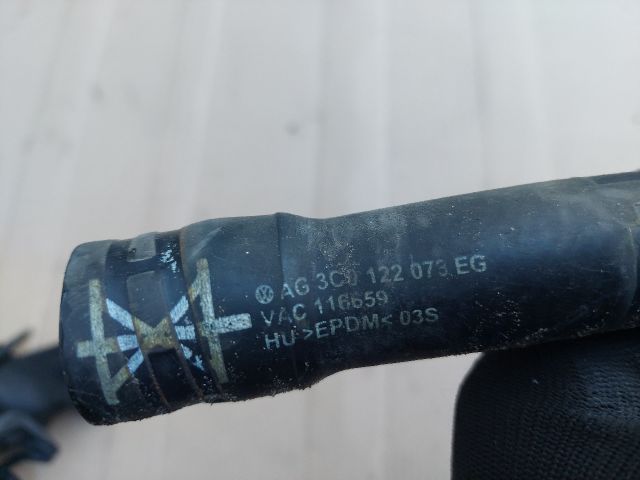 AG 3C0 122 073 EG
VAC 116659
HU >EPDM< 03S